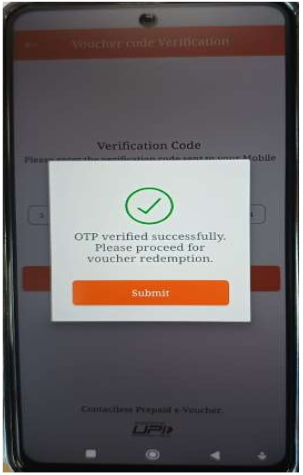 Voucher code Verification
Verification Code
Please enter the verification code sent to your Mobile
OTP verified successfully.
Please proceed for
voucher redemption.
Submit
Contactless Prepaid e-Voucher.
UPI